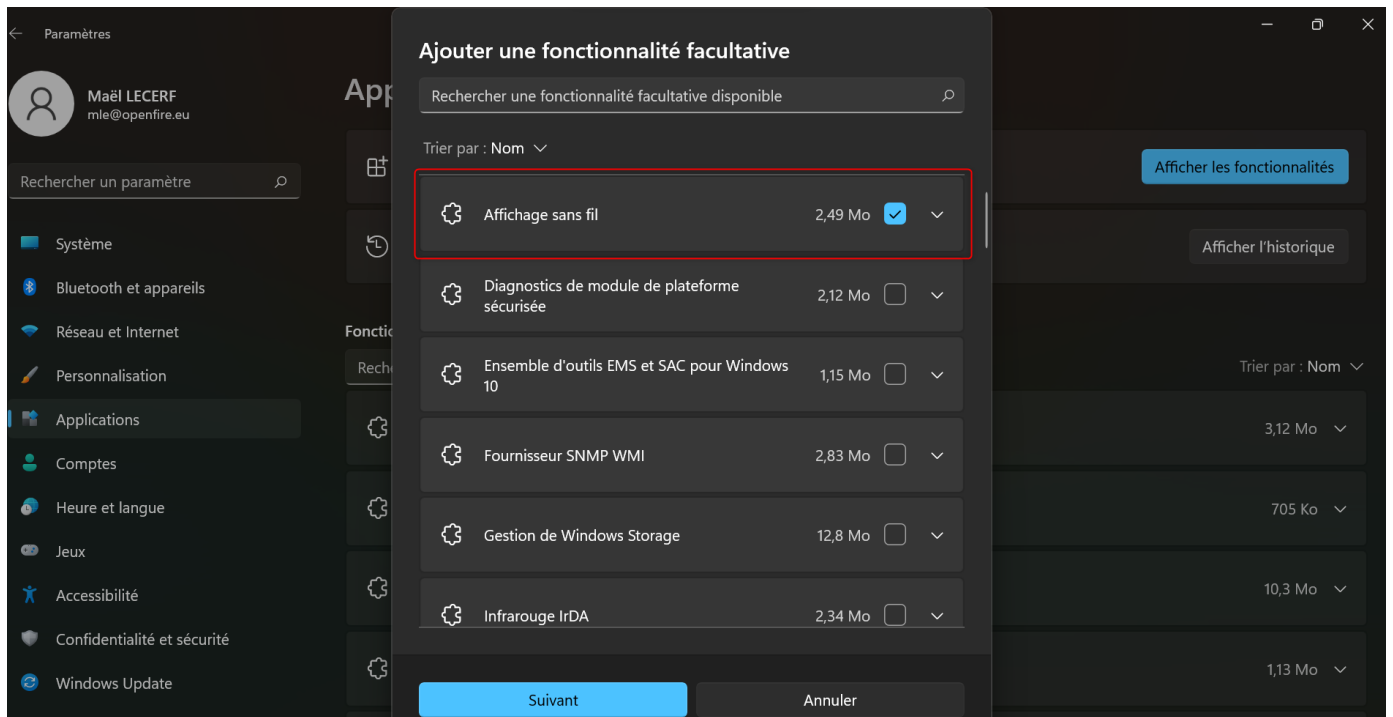 Paramètres
Maël LECERF
mle@openfire.eu
Rechercher un paramètre
Système
Bluetooth et appareils
Réseau et Internet
Personnalisation
Applications
Comptes
Heure et langue
Jeux
Accessibilité
Confidentialité et sécurité
Windows Update
App
Afficher les fonctionnalités
Afficher l'historique
Fonctio
Rech
Trier par : Nom
3,12 Mo
705 Ko
10,3 Mo
1,13 Mo
Ajouter une fonctionnalité facultative
Rechercher une fonctionnalité facultative disponible
Trier par : Nom
Affichage sans fil 2,49 Mo
Diagnostics de module de plateforme
sécurisée
2,12 Mo
Ensemble d'outils EMS et SAC pour Windows
10
1,15 Mo
Fournisseur SNMP WMI 2,83 Mo
Gestion de Windows Storage 12,8 Mo
Infrarouge IrDA 2,34 Mo
Suivant
Annuler